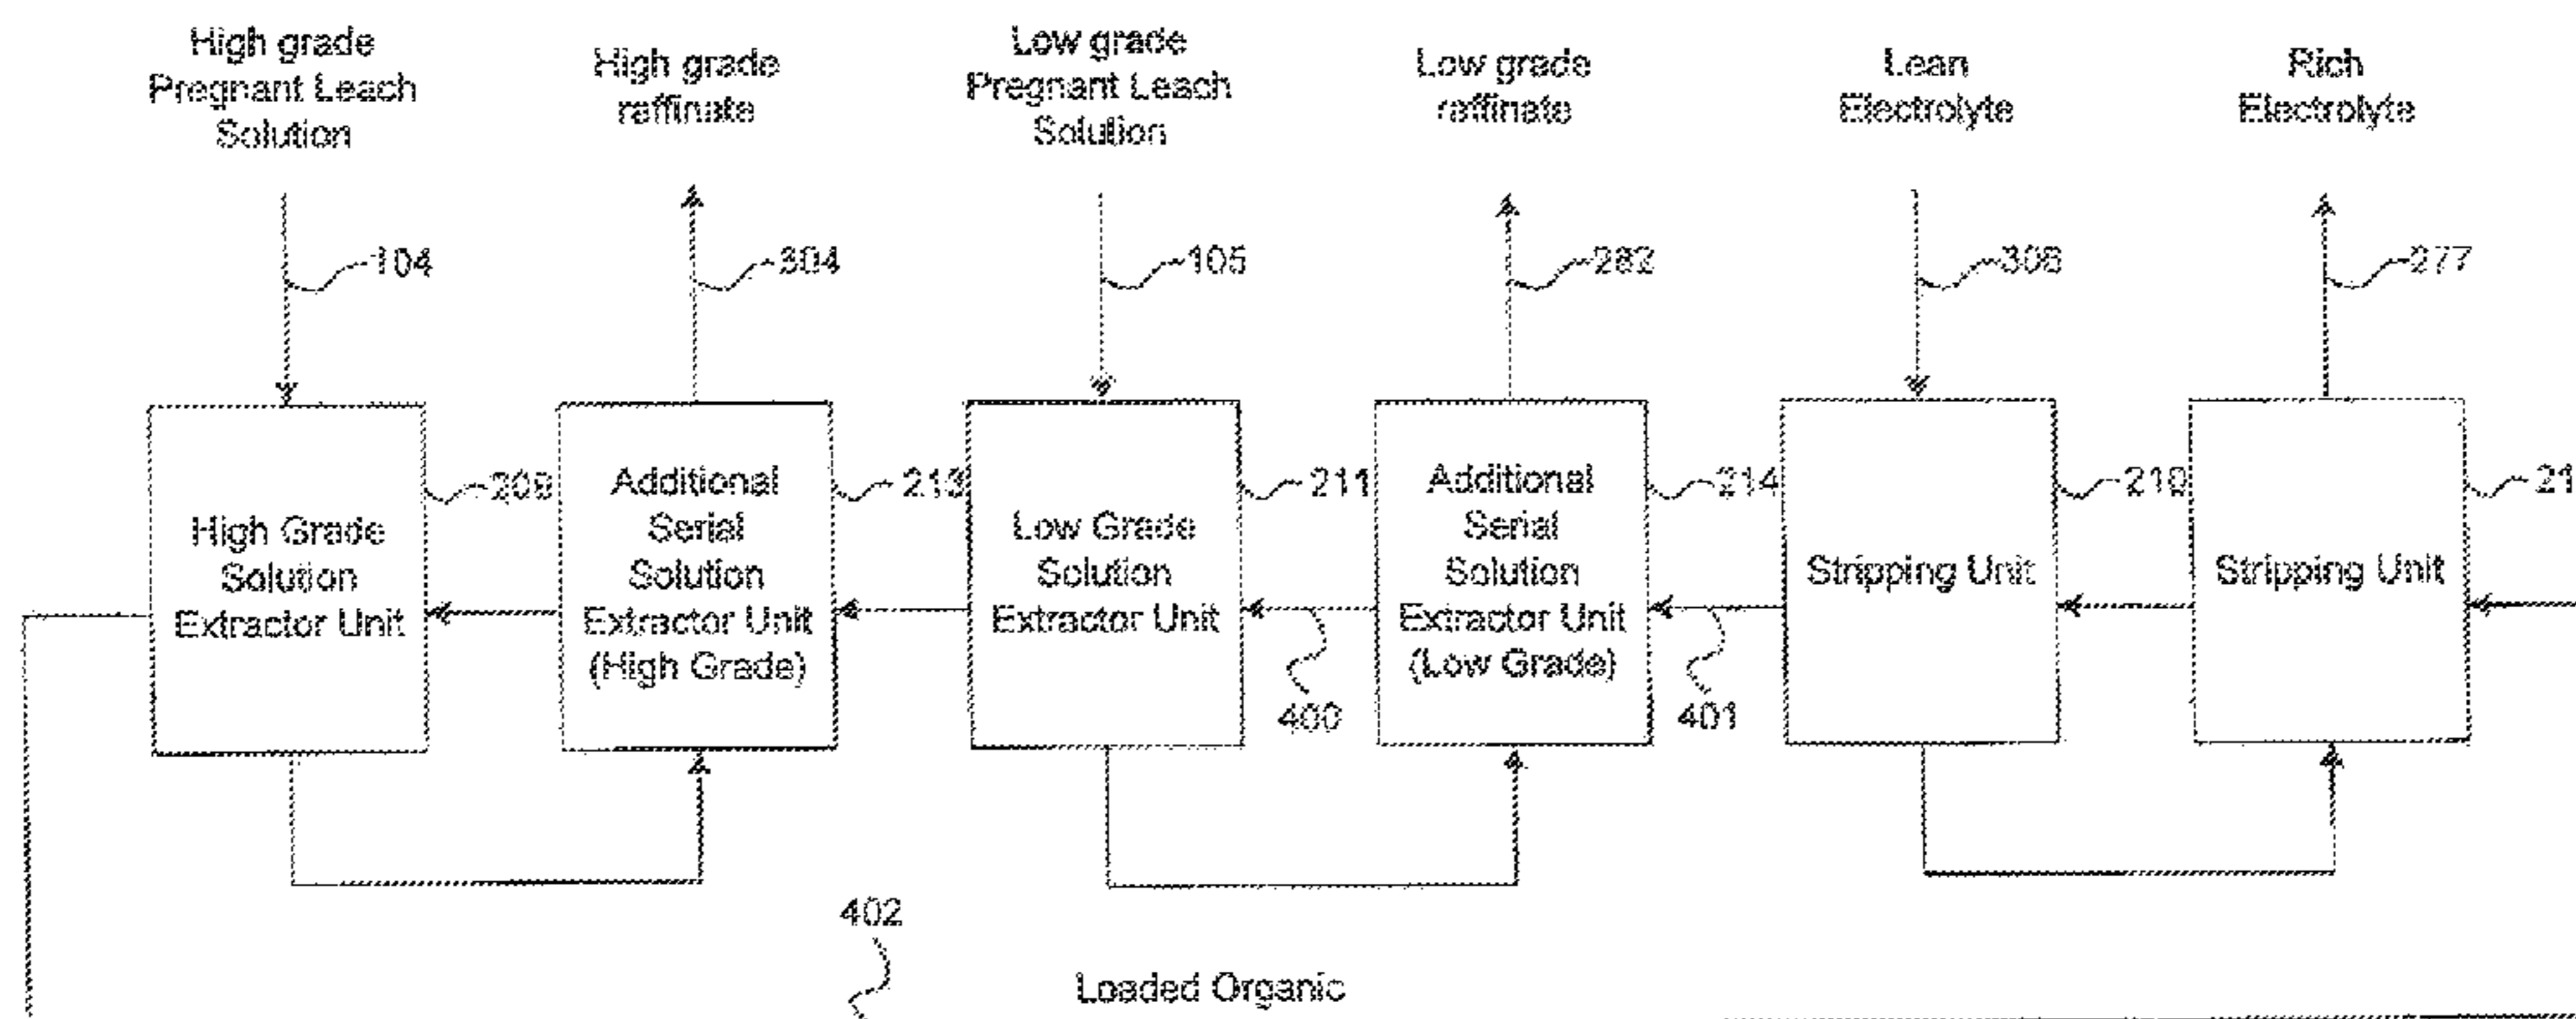 High grade
Pregnant Leach
Solution
High grade
raffinate
Low grade
Pregnant Leach
Solution
Low grade
raffinate
Lean
Electrolyte
Rich
Electrolyte
104
304
105
282
277
High Grade
Solution
Extractor Unit
209
Additional
Serial
Solution
Extractor Unit
(High Grade)
213
Low Grade
Solution
Extractor Unit
211
Additional
Serial
Solution
Extractor Unit
(Low Grade)
214
Stripping Unit
210
Stripping Unit
400
401
402
Loaded Organic